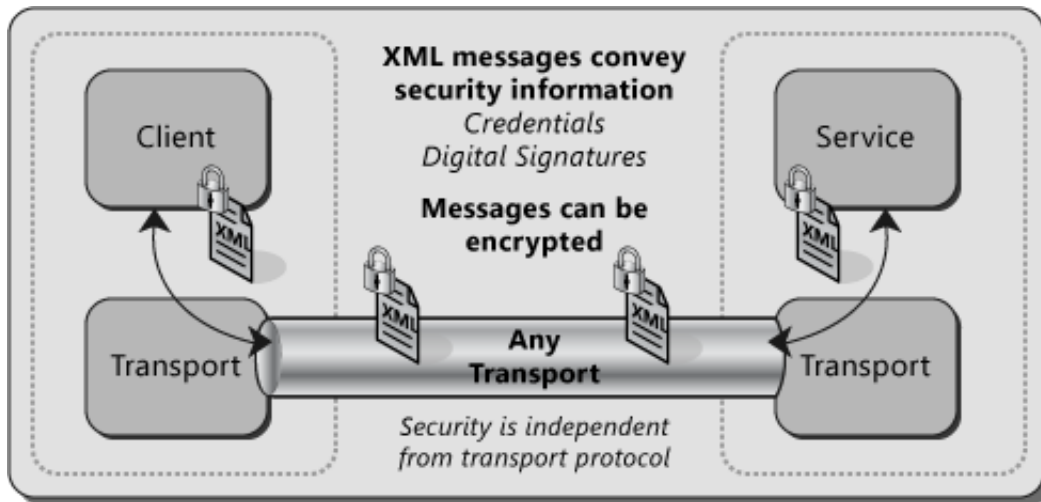 XML messages convey
security information
Credentials
Digital Signatures
Client
Service
XML
XML
Messages can be
encrypted
XML
XML
Transport
Any
Transport
Transport
Security is independent
from transport protocol